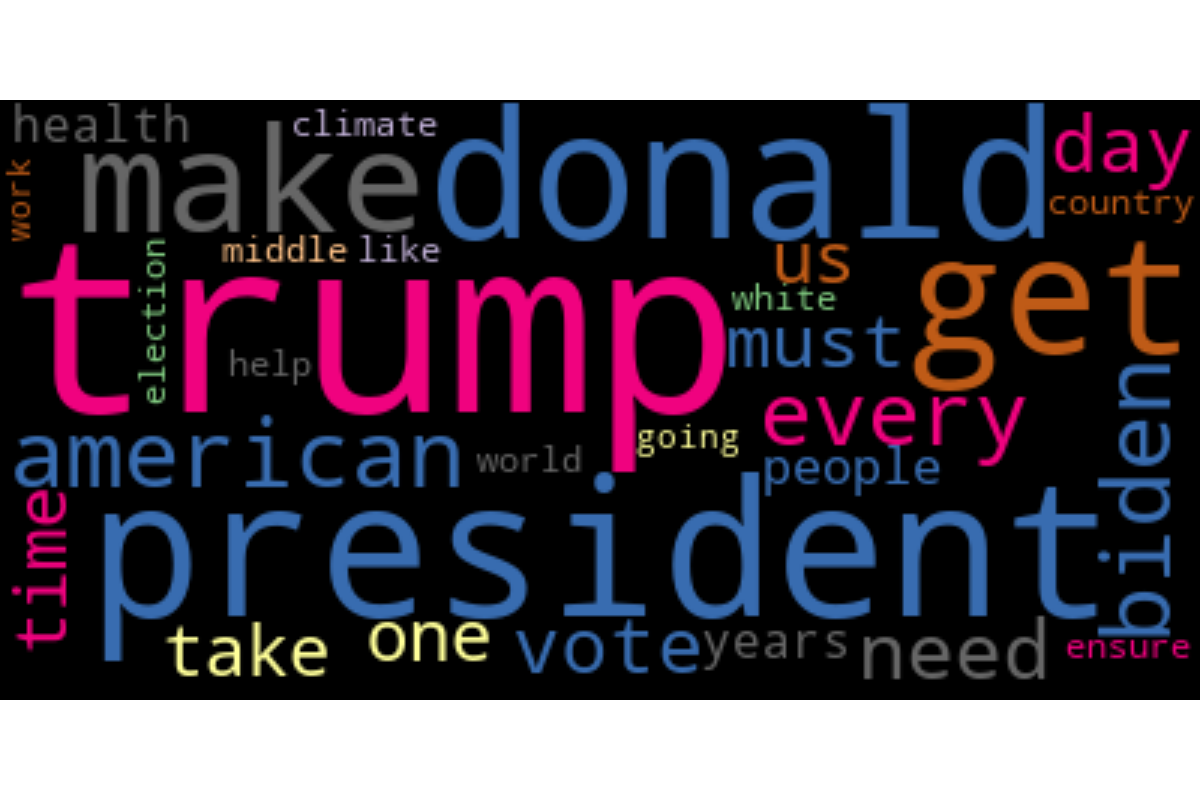 health
climate
make
donald
day
work
country
middle
like
us
get
election
trump
white
must
help
every
biden
american
world
going
people
time
president
take
one
vote
years
need
ensure